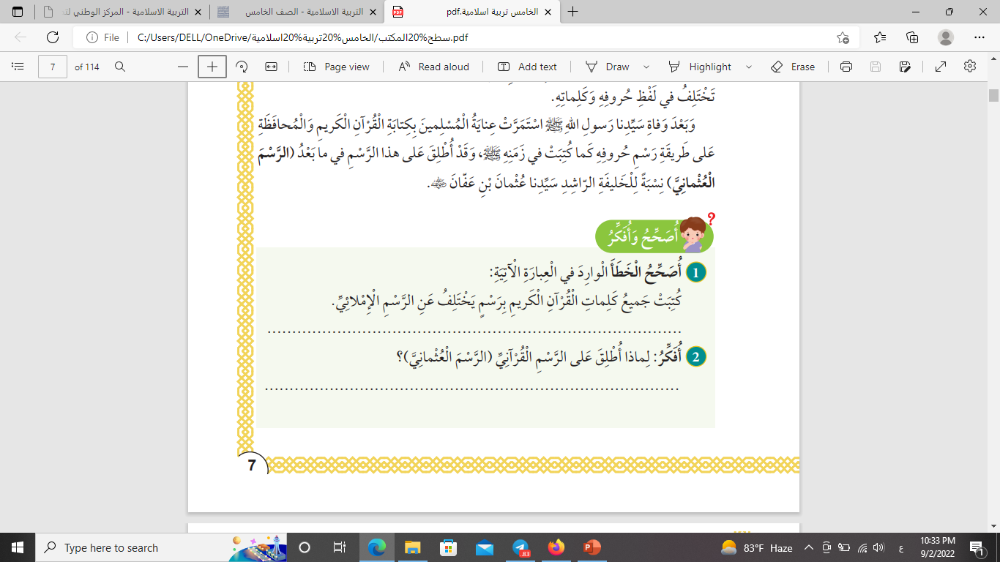 التربية الاسلامية - المركز الوطني لت
التربية الاسلامية - الصف الخامس
الخامس تربية اسلامية.pdf
File
C:/Users/DELL/OneDrive/سطح%20المكتب/الخامس%20تربية%20اسلامية.pdf
7 of 114
Page view
Read aloud
Add text
Draw
Highlight
Erase
تَخْتَلِفُ في لَفْظِ حُروفِهِ وَكَلِماتِهِ.
وَبَعْدَ وَفاةِ سَيِّدِنا رَسولِ اللهِ ﷺ اسْتَمَرَّتْ عِنايَةُ الْمُسْلِمينَ بِكِتابَةِ الْقُرْآنِ الْكَريمِ وَالْمُحافَظَةِ
عَلى طَريقَةِ رَسْمِ حُروفِهِ كَما كُتِبَتْ في زَمَنِهِ ﷺ، وَقَدْ أُطْلِقَ عَلى هذا الرَّسْمِ في ما بَعْدُ (الرَّسْمَ
الْعُثْمانِيَّ) نِسْبَةً لِلْخَليفَةِ الرّاشِدِ سَيِّدِنا عُثْمانَ بْنِ عَفّانَ رضي الله عنه.
?
أُصَحِّحُ وَأُفَكِّرُ
1 أُصَحِّحُ الْخَطَأَ الْوارِدَ في الْعِبارَةِ الْآتِيَةِ:
كُتِبَتْ جَميعُ كَلِماتِ الْقُرْآنِ الْكَريمِ بِرَسْمٍ يَخْتَلِفُ عَنِ الرَّسْمِ الْإِمْلائِيِّ.
................................................................................
2 أُفَكِّرُ: لِماذا أُطْلِقَ عَلى الرَّسْمِ الْقُرْآنِيِّ (الرَّسْمَ الْعُثْمانِيَّ)؟
................................................................................
7
Type here to search
.83
83°F Haze
ع
10:33 PM
9/2/2022
1